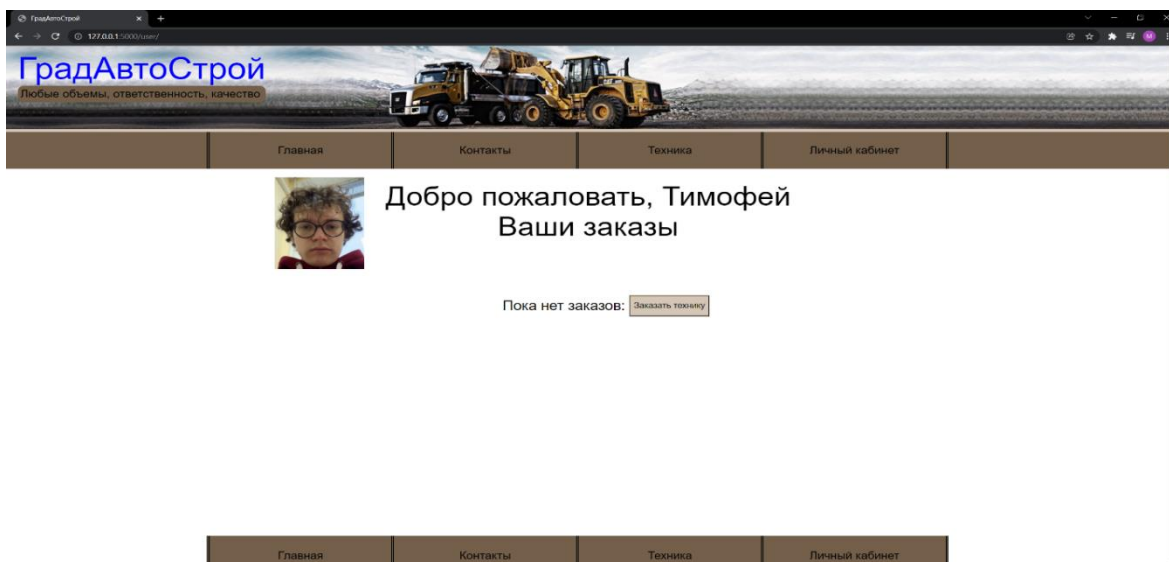 ГрадАвтоСтрой
127.0.0.1:5000/user/
ГрадАвтоСтрой
Любые объемы, ответственность, качество
Главная Контакты Техника Личный кабинет
Добро пожаловать, Тимофей
Ваши заказы
Пока нет заказов: Заказать технику
Главная Контакты Техника Личный кабинет